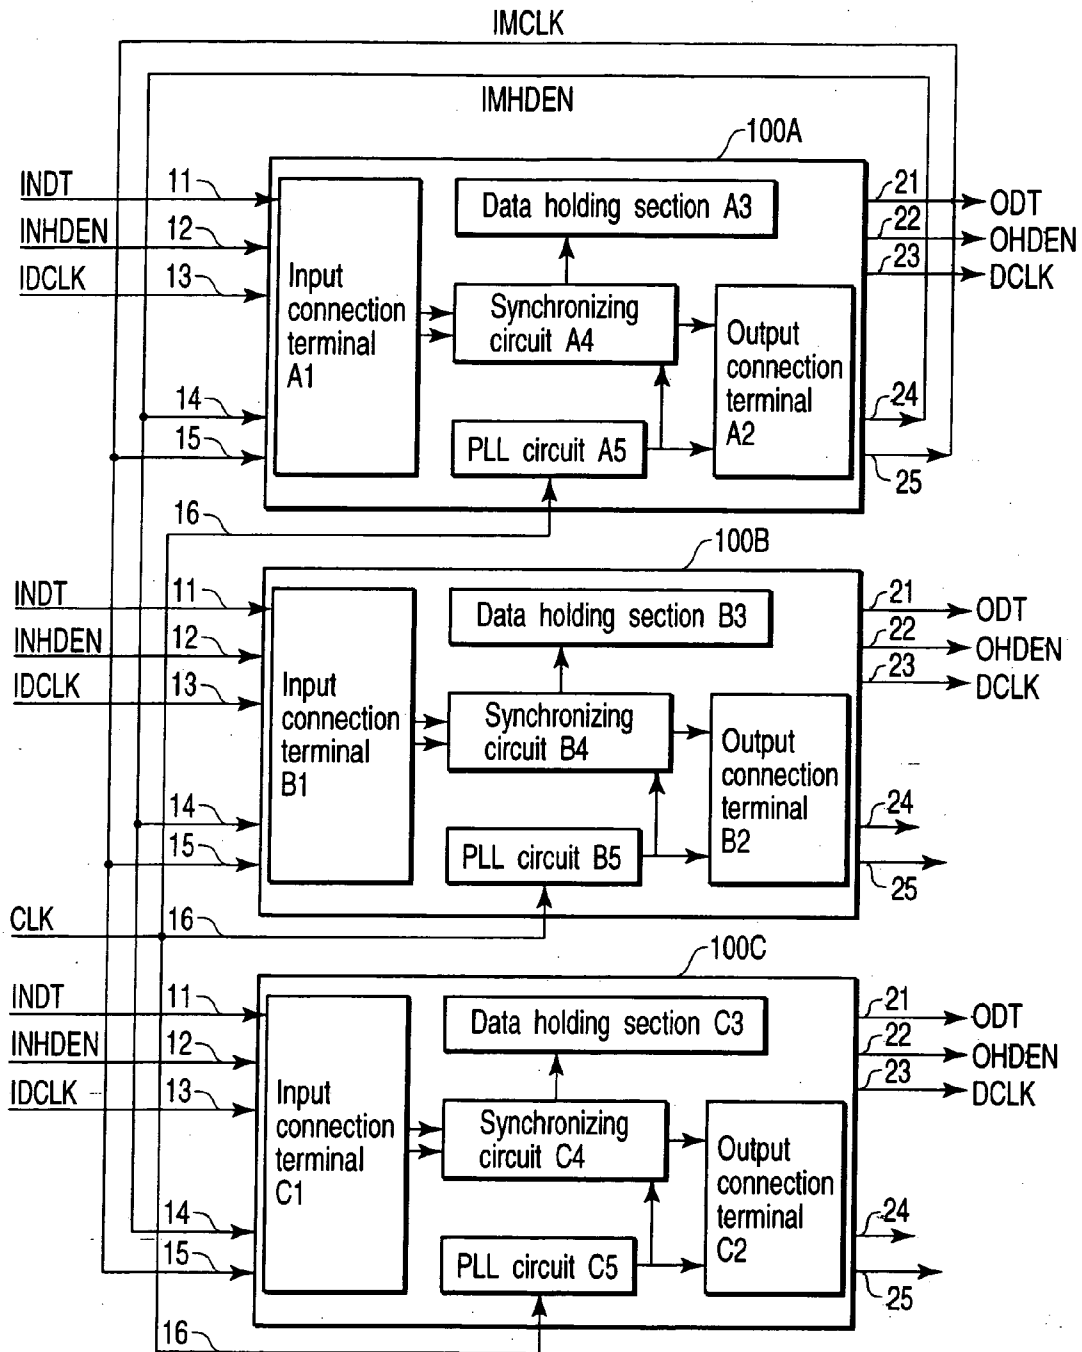 IMCLK
IMHDEN
100A
INDT
11
INHDEN
12
IDCLK
13
14
15
16
Input
connection
terminal
A1
Data holding section A3
Synchronizing
circuit A4
PLL circuit A5
Output
connection
terminal
A2
21
ODT
22
OHDEN
23
DCLK
24
25
100B
INDT
11
INHDEN
12
IDCLK
13
14
15
CLK
16
Input
connection
terminal
B1
Data holding section B3
Synchronizing
circuit B4
PLL circuit B5
Output
connection
terminal
B2
21
ODT
22
OHDEN
23
DCLK
24
25
100C
INDT
11
INHDEN
12
IDCLK
13
14
15
16
Input
connection
terminal
C1
Data holding section C3
Synchronizing
circuit C4
PLL circuit C5
Output
connection
terminal
C2
21
ODT
22
OHDEN
23
DCLK
24
25